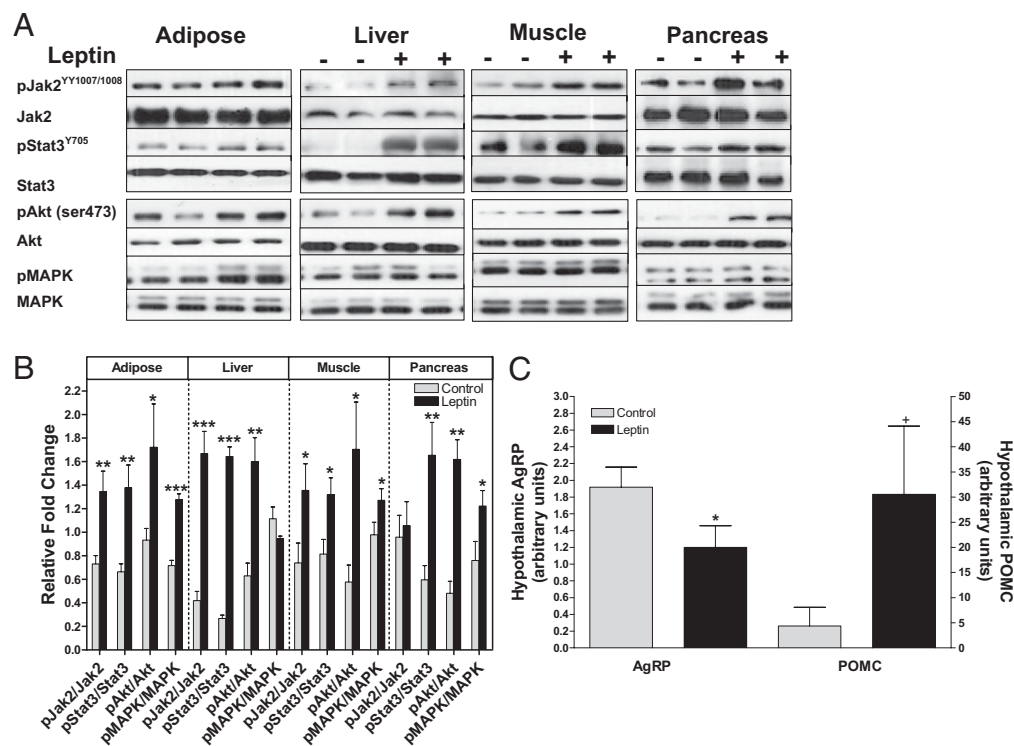 A
Adipose Liver Muscle Pancreas
Leptin - - + + - - + + - - + +
pJak2YY1007/1008
Jak2
pStat3Y705
Stat3
pAkt (ser473)
Akt
pMAPK
MAPK
B
Adipose Liver Muscle Pancreas
Control
Leptin
Relative Fold Change
2.2
2.0
1.8
1.6
1.4
1.2
1.0
0.8
0.6
0.4
0.2
0.0
** ** * **** *** *** ** * * * * ** ** *
pJak2/Jak2
pStat3/Stat3
pAkt/Akt
pMAPK/MAPK
pJak2/Jak2
pStat3/Stat3
pAkt/Akt
pMAPK/MAPK
pJak2/Jak2
pStat3/Stat3
pAkt/Akt
pMAPK/MAPK
pJak2/Jak2
pStat3/Stat3
pAkt/Akt
pMAPK/MAPK
C
Hypothalamic AgRP
(arbitrary units)
3.0
2.8
2.6
2.4
2.2
2.0
1.8
1.6
1.4
1.2
1.0
0.8
0.6
0.4
0.2
0.0
Control
Leptin
*
+
50
45
40
35
30
25
20
15
10
5
0
Hypothalamic POMC
(arbitrary units)
AgRP POMC